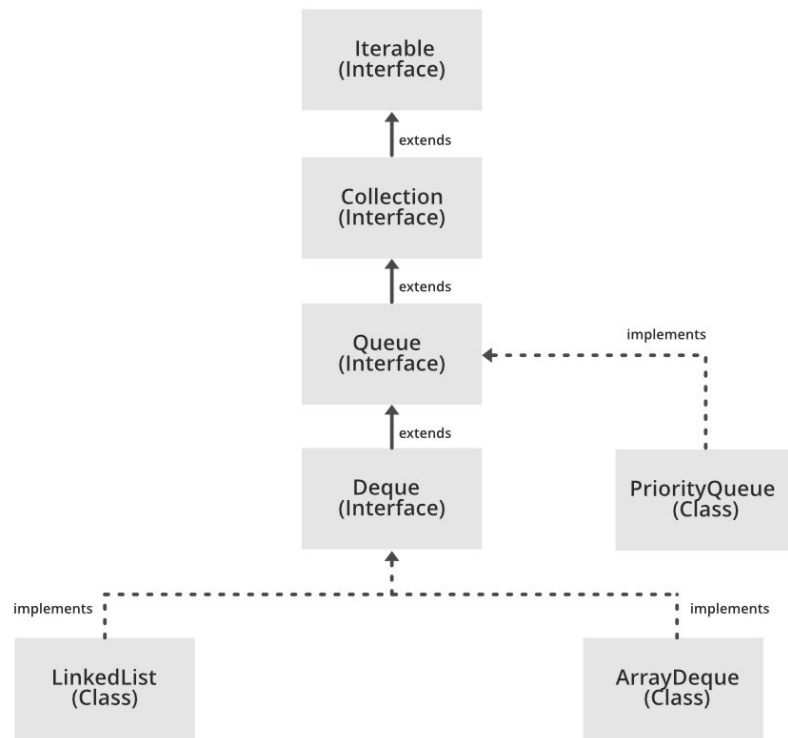 Iterable
(Interface)
extends
Collection
(Interface)
extends
Queue
(Interface)
implements
extends
Deque
(Interface)
PriorityQueue
(Class)
implements
implements
LinkedList
(Class)
ArrayDeque
(Class)